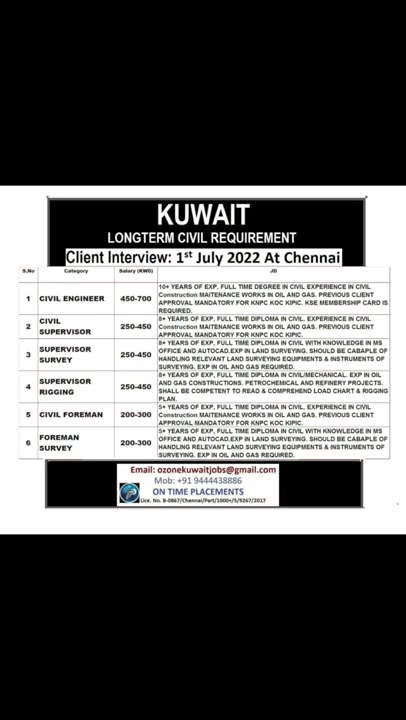 KUWAIT
LONGTERM CIVIL REQUIREMENT
Client Interview: 1st July 2022 At Chennai
S.No Category Salary (KWD) JD
1 CIVIL ENGINEER 450-700 10+ YEARS OF EXP, FULL TIME DEGREE IN CIVIL EXPERIENCE IN CIVIL
Construction MAITENANCE WORKS IN OIL AND GAS. PREVIOUS CLIENT
APPROVAL MANDATORY FOR KNPC KOC KIPIC. KSE MEMBERSHIP CARD IS
REQUIRED.
2 CIVIL SUPERVISOR 250-450 8+ YEARS OF EXP, FULL TIME DIPLOMA IN CIVIL. EXPERIENCE IN CIVIL
Construction MAITENANCE WORKS IN OIL AND GAS. PREVIOUS CLIENT
APPROVAL MANDATORY FOR KNPC KOC KIPIC.
3 SUPERVISOR SURVEY 250-450 8+ YEARS OF EXP, FULL TIME DIPLOMA IN CIVIL WITH KNOWLEDGE IN MS
OFFICE AND AUTOCAD.EXP IN LAND SURVEYING. SHOULD BE CABAPLE OF
HANDLING RELEVANT LAND SURVEYING EQUIPMENTS & INSTRUMENTS OF
SURVEYING. EXP IN OIL AND GAS REQUIRED.
4 SUPERVISOR RIGGING 250-450 8+ YEARS OF EXP, FULL TIME DIPLOMA IN CIVIL/MECHANICAL. EXP IN OIL
AND GAS CONSTRUCTIONS. PETROCHEMICAL AND REFINERY PROJECTS.
SHALL BE COMPETENT TO READ & COMPREHEND LOAD CHART & RIGGING
PLAN.
5 CIVIL FOREMAN 200-300 5+ YEARS OF EXP, FULL TIME DIPLOMA IN CIVIL. EXPERIENCE IN CIVIL
Construction MAITENANCE WORKS IN OIL AND GAS. PREVIOUS CLIENT
APPROVAL MANDATORY FOR KNPC KOC KIPIC.
6 FOREMAN SURVEY 200-300 5+ YEARS OF EXP, FULL TIME DIPLOMA IN CIVIL WITH KNOWLEDGE IN MS
OFFICE AND AUTOCAD.EXP IN LAND SURVEYING. SHOULD BE CABAPLE OF
HANDLING RELEVANT LAND SURVEYING EQUIPMENTS & INSTRUMENTS OF
SURVEYING. EXP IN OIL AND GAS REQUIRED.
Email: ozonekuwaitjobs@gmail.com
Mob: +91 9444438886
ON TIME PLACEMENTS
Lice. No. B-0867/Chennai/Part/1000+/5/9267/2017